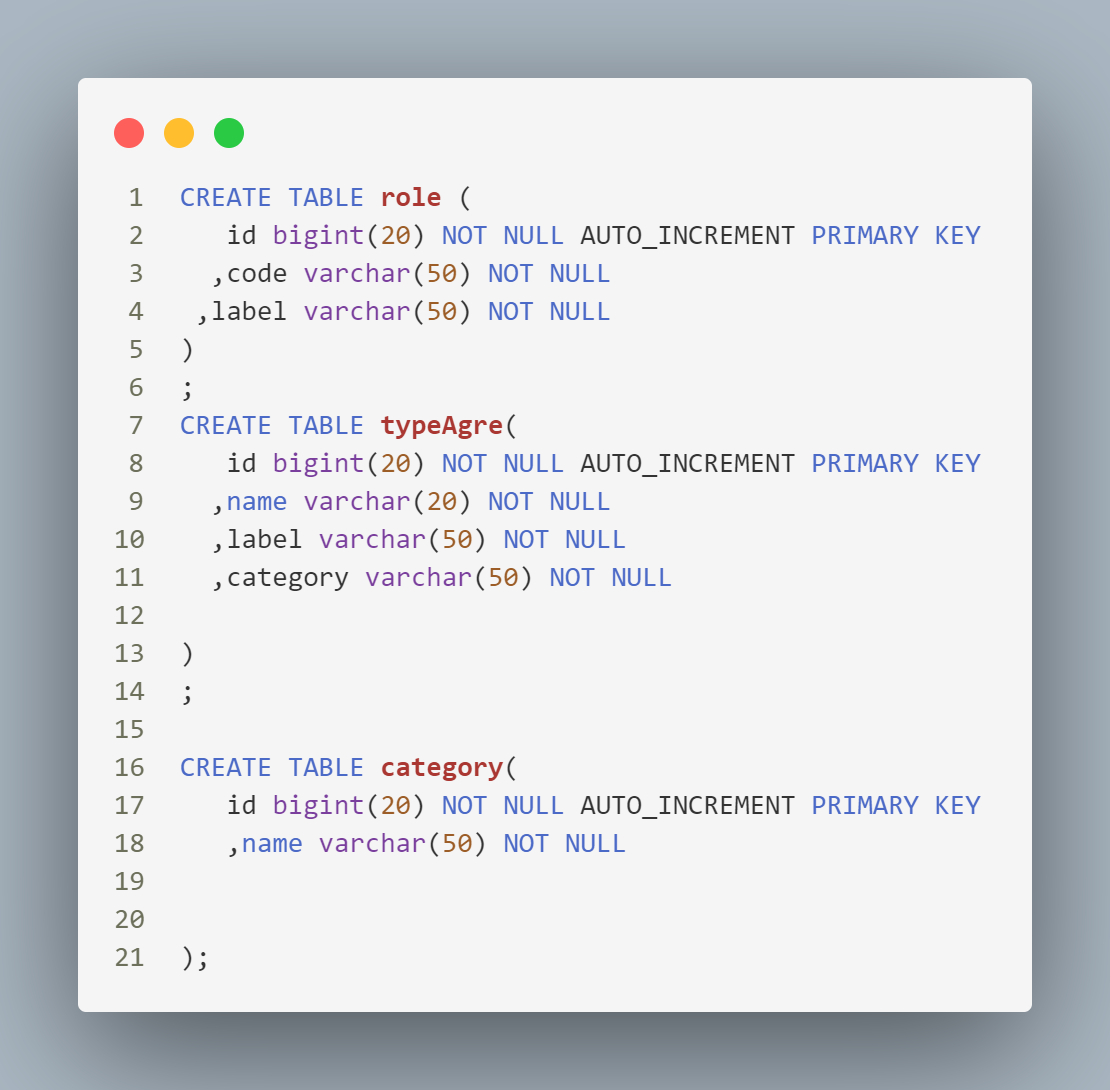 1 CREATE TABLE role (
2 id bigint(20) NOT NULL AUTO_INCREMENT PRIMARY KEY
3 ,code varchar(50) NOT NULL
4 ,label varchar(50) NOT NULL
5 )
6 ;
7 CREATE TABLE typeAgre(
8 id bigint(20) NOT NULL AUTO_INCREMENT PRIMARY KEY
9 ,name varchar(20) NOT NULL
10 ,label varchar(50) NOT NULL
11 ,category varchar(50) NOT NULL
12
13 )
14 ;
15
16 CREATE TABLE category(
17 id bigint(20) NOT NULL AUTO_INCREMENT PRIMARY KEY
18 ,name varchar(50) NOT NULL
19
20
21 );